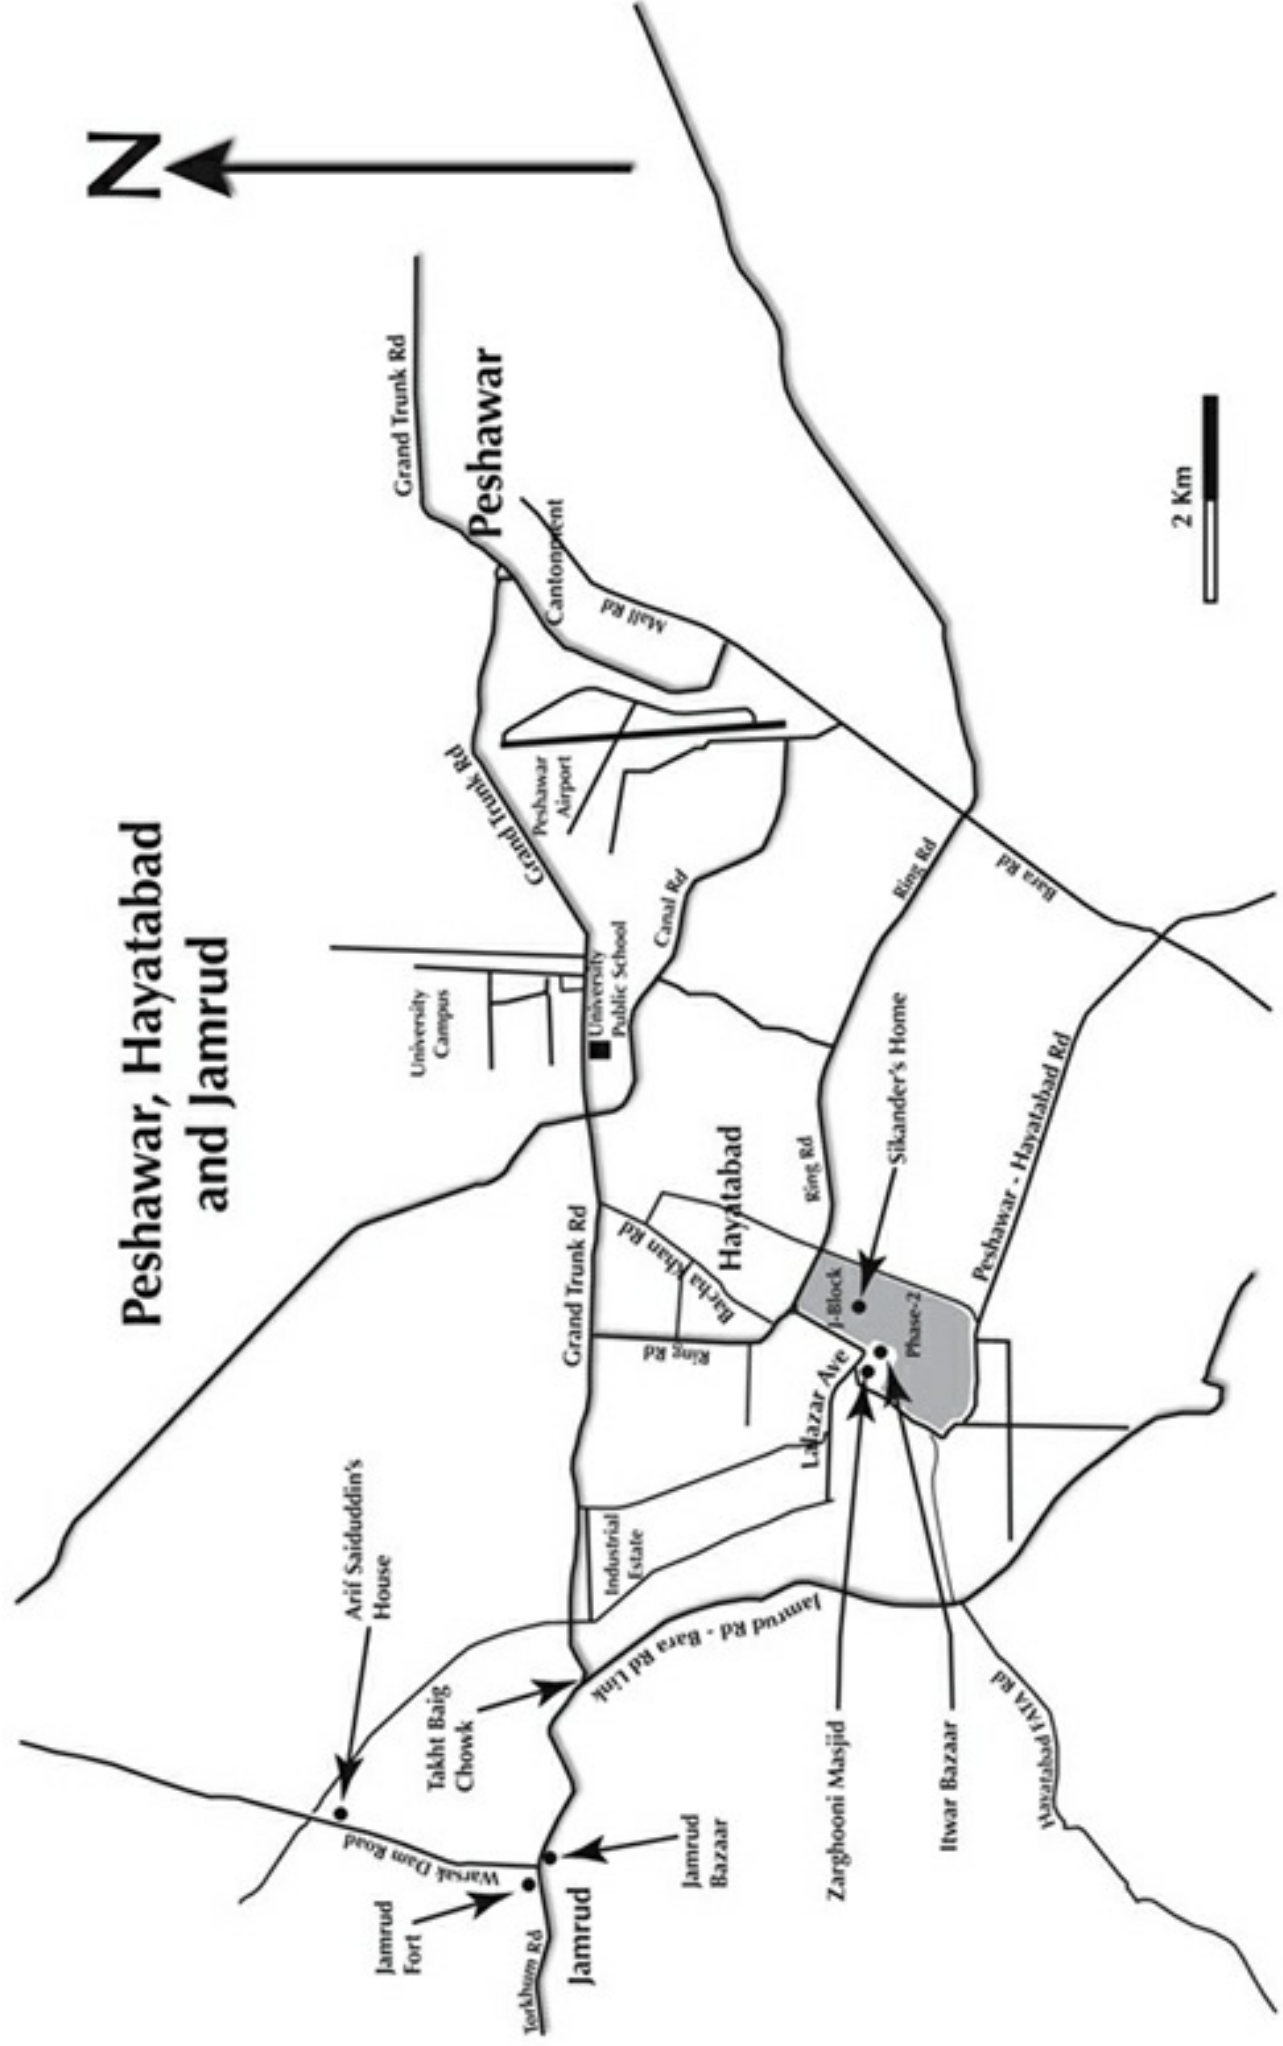 Peshawar, Hayatabad
and Jamrud
N
Grand Trunk Rd
Peshawar
Cantonment
Mall Rd
Grand Trunk Rd
Peshawar
Airport
University
Campus
University
Public School
Canal Rd
Ring Rd
Bara Rd
Arif Saiduddin's
House
Grand Trunk Rd
Bacha Khan Rd
Hayatabad
Ring Rd
Ring Rd
Sikander's Home
J-Block
Phase-2
Peshawar - Hayatabad Rd
Lalazar Ave
Industrial
Estate
Takht Baig
Chowk
Jamrud Rd - Bara Rd Link
Warsak Dam Road
Jamrud
Fort
Jamrud
Bazaar
Torkhum Rd
Jamrud
Zarghooni Masjid
Itwar Bazaar
Hayatabad FATA Rd
2 Km